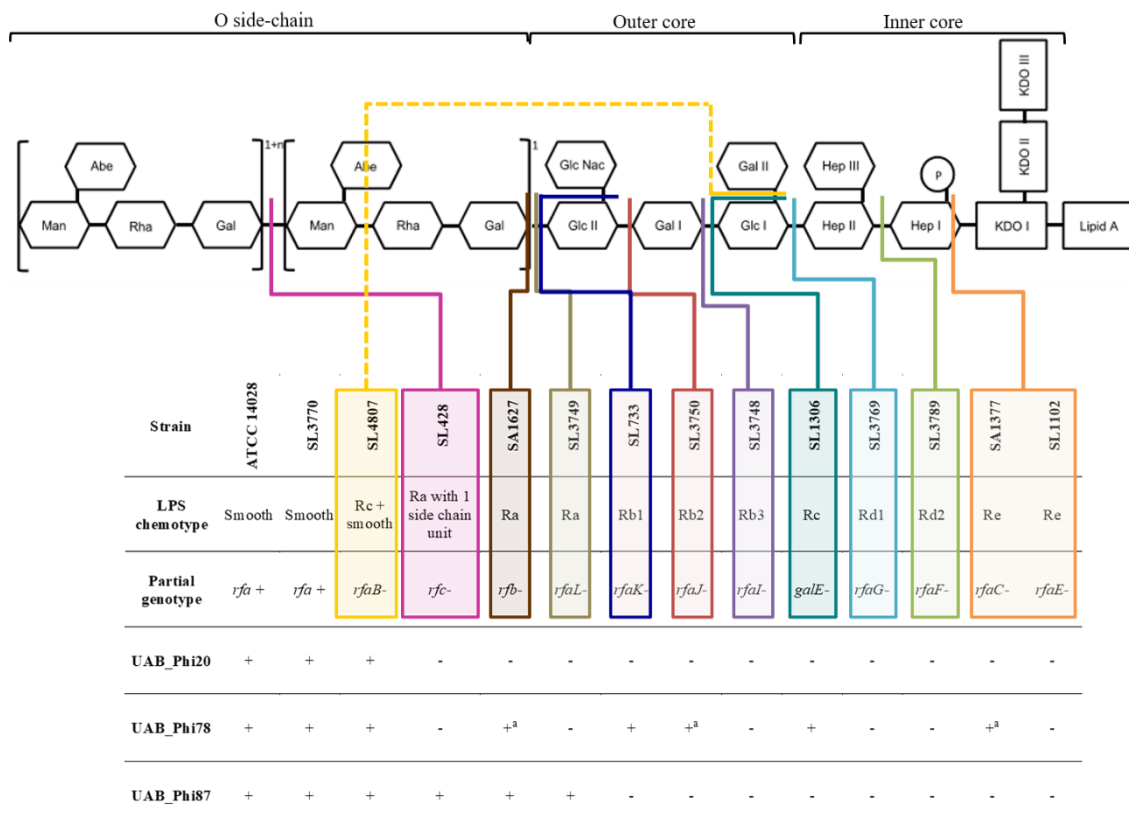 O side-chain Outer core Inner core
KDO III
KDO II
1+n 1
Abe Abe Glc Nac Gal II Hep III P
Man Rha Gal Man Rha Gal Glc II Gal I Glc I Hep II Hep I KDO I Lipid A
Strain ATCC 14028 SL3770 SL4807 SL428 SA1627 SL3749 SL733 SL3750 SL3748 SL1306 SL3769 SL3789 SA1377 SL1102
LPS chemotype Smooth Smooth Rc + smooth Ra with 1 side chain unit Ra Ra Rb1 Rb2 Rb3 Rc Rd1 Rd2 Re Re
Partial genotype rfa + rfa + rfaB- rfc- rfb- rfaL- rfaK- rfaJ- rfaI- galE- rfaG- rfaF- rfaC- rfaE-
UAB_Phi20 + + + - - - - - - - - - - -
UAB_Phi78 + + + - +a - + +a - + - - +a -
UAB_Phi87 + + + + + + - - - - - - - -